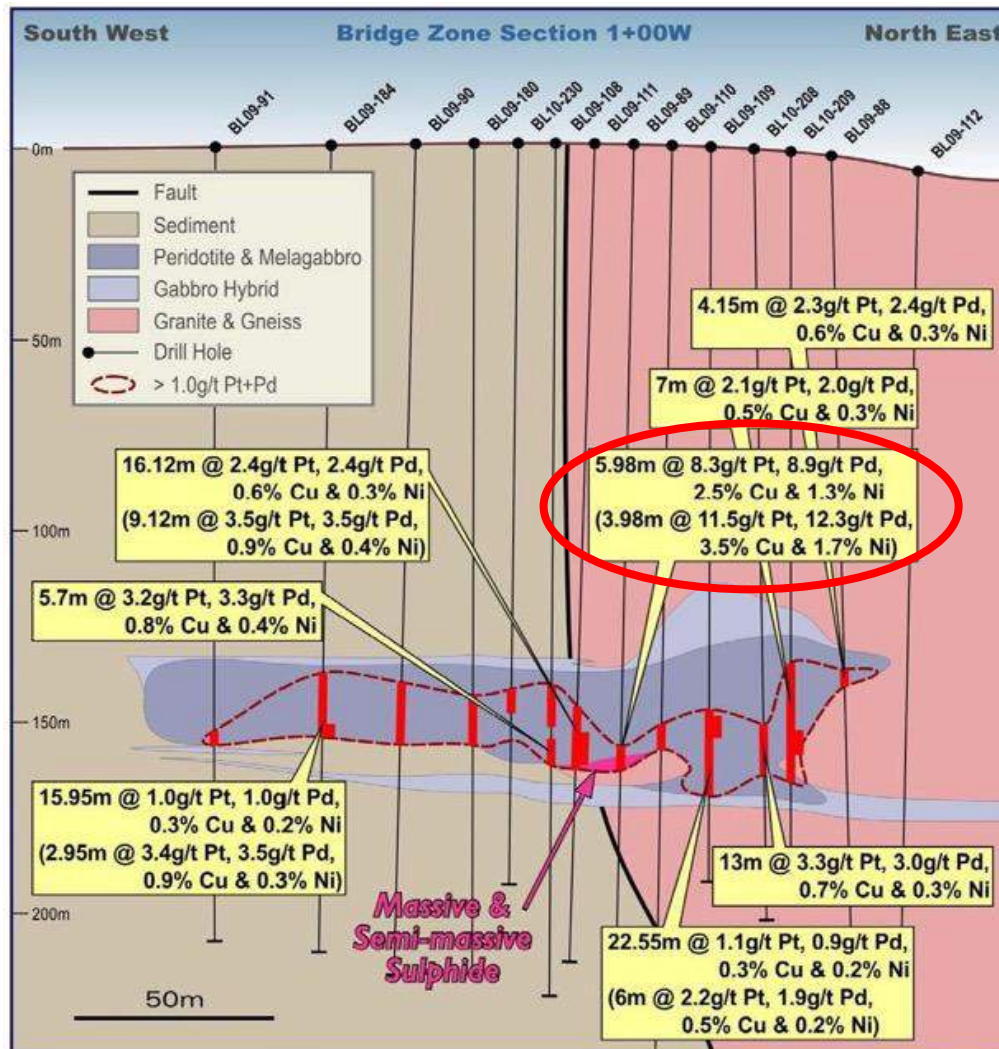 South West
Bridge Zone Section 1+00W
North East
BL09-91
BL09-184
BL09-90
BL09-180
BL10-230
BL09-108
BL09-111
BL09-89
BL09-110
BL09-109
BL10-208
BL10-209
BL09-88
BL09-112
0m
Fault
Sediment
Peridotite & Melagabbro
Gabbro Hybrid
Granite & Gneiss
Drill Hole
> 1.0g/t Pt+Pd
50m
4.15m @ 2.3g/t Pt, 2.4g/t Pd,
0.6% Cu & 0.3% Ni
7m @ 2.1g/t Pt, 2.0g/t Pd,
0.5% Cu & 0.3% Ni
16.12m @ 2.4g/t Pt, 2.4g/t Pd,
0.6% Cu & 0.3% Ni
(9.12m @ 3.5g/t Pt, 3.5g/t Pd,
0.9% Cu & 0.4% Ni)
5.98m @ 8.3g/t Pt, 8.9g/t Pd,
2.5% Cu & 1.3% Ni
(3.98m @ 11.5g/t Pt, 12.3g/t Pd,
3.5% Cu & 1.7% Ni)
100m
5.7m @ 3.2g/t Pt, 3.3g/t Pd,
0.8% Cu & 0.4% Ni
150m
15.95m @ 1.0g/t Pt, 1.0g/t Pd,
0.3% Cu & 0.2% Ni
(2.95m @ 3.4g/t Pt, 3.5g/t Pd,
0.9% Cu & 0.3% Ni)
13m @ 3.3g/t Pt, 3.0g/t Pd,
0.7% Cu & 0.3% Ni
Massive &
Semi-massive
Sulphide
200m
22.55m @ 1.1g/t Pt, 0.9g/t Pd,
0.3% Cu & 0.2% Ni
(6m @ 2.2g/t Pt, 1.9g/t Pd,
0.5% Cu & 0.2% Ni)
50m